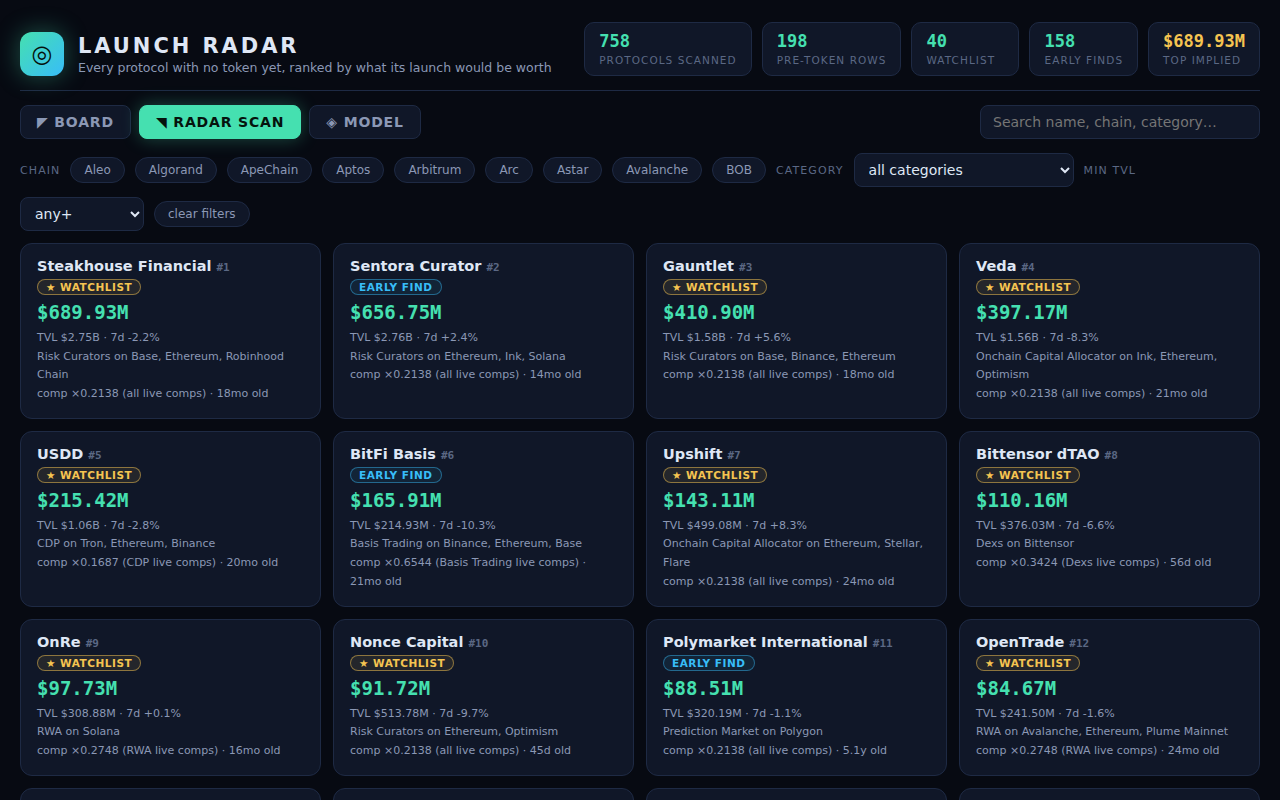 LAUNCH RADAR
Every protocol with no token yet, ranked by what its launch would be worth
758
PROTOCOLS SCANNED
198
PRE-TOKEN ROWS
40
WATCHLIST
158
EARLY FINDS
$689.93M
TOP IMPLIED
◤ BOARD
◥ RADAR SCAN
◈ MODEL
Search name, chain, category…
CHAIN Aleo Algorand ApeChain Aptos Arbitrum Arc Astar Avalanche BOB CATEGORY all categories MIN TVL
any+ clear filters
Steakhouse Financial #1
★ WATCHLIST
$689.93M
TVL $2.75B · 7d -2.2%
Risk Curators on Base, Ethereum, Robinhood
Chain
comp ×0.2138 (all live comps) · 18mo old
Sentora Curator #2
EARLY FIND
$656.75M
TVL $2.76B · 7d +2.4%
Risk Curators on Ethereum, Ink, Solana
comp ×0.2138 (all live comps) · 14mo old
Gauntlet #3
★ WATCHLIST
$410.90M
TVL $1.58B · 7d +5.6%
Risk Curators on Base, Binance, Ethereum
comp ×0.2138 (all live comps) · 18mo old
Veda #4
★ WATCHLIST
$397.17M
TVL $1.56B · 7d -8.3%
Onchain Capital Allocator on Ink, Ethereum,
Optimism
comp ×0.2138 (all live comps) · 21mo old
USDD #5
★ WATCHLIST
$215.42M
TVL $1.06B · 7d -2.8%
CDP on Tron, Ethereum, Binance
comp ×0.1687 (CDP live comps) · 20mo old
BitFi Basis #6
EARLY FIND
$165.91M
TVL $214.93M · 7d -10.3%
Basis Trading on Binance, Ethereum, Base
comp ×0.6544 (Basis Trading live comps) ·
21mo old
Upshift #7
★ WATCHLIST
$143.11M
TVL $499.08M · 7d +8.3%
Onchain Capital Allocator on Ethereum, Stellar,
Flare
comp ×0.2138 (all live comps) · 24mo old
Bittensor dTAO #8
★ WATCHLIST
$110.16M
TVL $376.03M · 7d -6.6%
Dexs on Bittensor
comp ×0.3424 (Dexs live comps) · 56d old
OnRe #9
★ WATCHLIST
$97.73M
TVL $308.88M · 7d +0.1%
RWA on Solana
comp ×0.2748 (RWA live comps) · 16mo old
Nonce Capital #10
★ WATCHLIST
$91.72M
TVL $513.78M · 7d -9.7%
Risk Curators on Ethereum, Optimism
comp ×0.2138 (all live comps) · 45d old
Polymarket International #11
EARLY FIND
$88.51M
TVL $320.19M · 7d -1.1%
Prediction Market on Polygon
comp ×0.2138 (all live comps) · 5.1y old
OpenTrade #12
★ WATCHLIST
$84.67M
TVL $241.50M · 7d -1.6%
RWA on Avalanche, Ethereum, Plume Mainnet
comp ×0.2748 (RWA live comps) · 24mo old